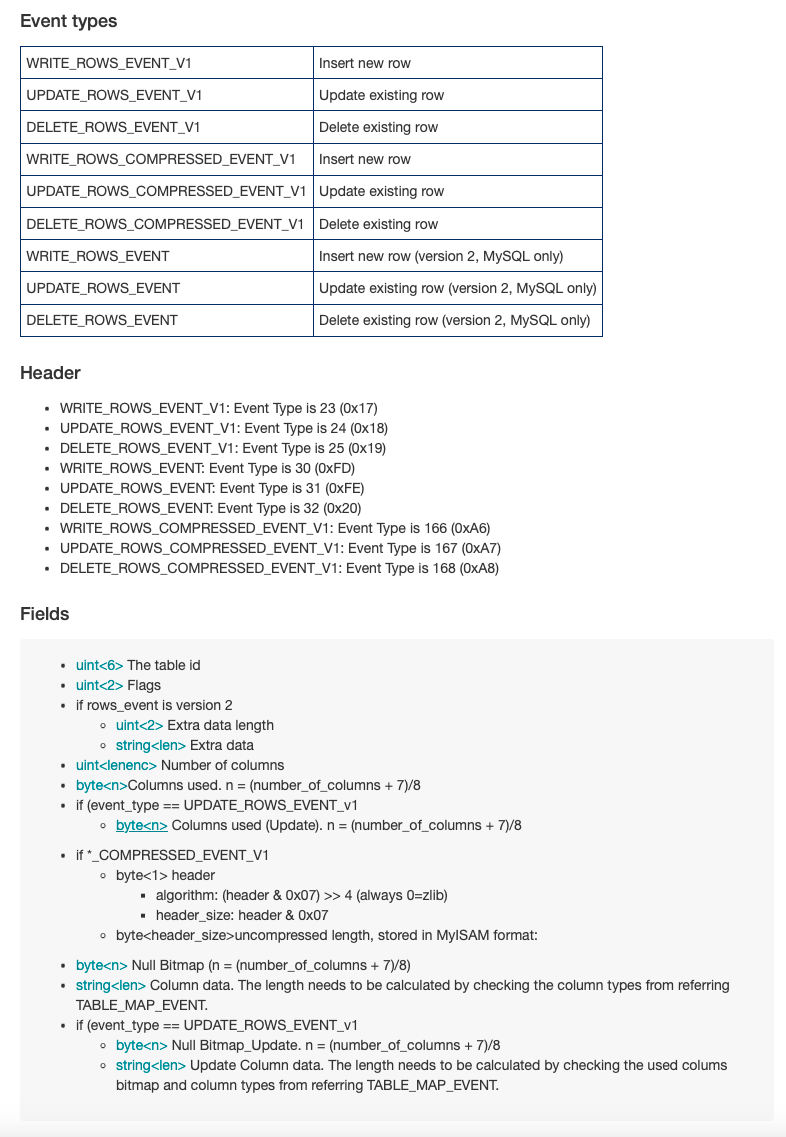 Event types
WRITE_ROWS_EVENT_V1 Insert new row
UPDATE_ROWS_EVENT_V1 Update existing row
DELETE_ROWS_EVENT_V1 Delete existing row
WRITE_ROWS_COMPRESSED_EVENT_V1 Insert new row
UPDATE_ROWS_COMPRESSED_EVENT_V1 Update existing row
DELETE_ROWS_COMPRESSED_EVENT_V1 Delete existing row
WRITE_ROWS_EVENT Insert new row (version 2, MySQL only)
UPDATE_ROWS_EVENT Update existing row (version 2, MySQL only)
DELETE_ROWS_EVENT Delete existing row (version 2, MySQL only)
Header
• WRITE_ROWS_EVENT_V1: Event Type is 23 (0x17)
• UPDATE_ROWS_EVENT_V1: Event Type is 24 (0x18)
• DELETE_ROWS_EVENT_V1: Event Type is 25 (0x19)
• WRITE_ROWS_EVENT: Event Type is 30 (0xFD)
• UPDATE_ROWS_EVENT: Event Type is 31 (0xFE)
• DELETE_ROWS_EVENT: Event Type is 32 (0x20)
• WRITE_ROWS_COMPRESSED_EVENT_V1: Event Type is 166 (0xA6)
• UPDATE_ROWS_COMPRESSED_EVENT_V1: Event Type is 167 (0xA7)
• DELETE_ROWS_COMPRESSED_EVENT_V1: Event Type is 168 (0xA8)
Fields
• uint<6> The table id
• uint<2> Flags
• if rows_event is version 2
◦ uint<2> Extra data length
◦ string<len> Extra data
• uint<lenenc> Number of columns
• byte<n>Columns used. n = (number_of_columns + 7)/8
• if (event_type == UPDATE_ROWS_EVENT_v1
◦ byte<n> Columns used (Update). n = (number_of_columns + 7)/8
• if *_COMPRESSED_EVENT_V1
◦ byte<1> header
▪ algorithm: (header & 0x07) >> 4 (always 0=zlib)
▪ header_size: header & 0x07
◦ byte<header_size>uncompressed length, stored in MyISAM format:
• byte<n> Null Bitmap (n = (number_of_columns + 7)/8)
• string<len> Column data. The length needs to be calculated by checking the column types from referring
TABLE_MAP_EVENT.
• if (event_type == UPDATE_ROWS_EVENT_v1
◦ byte<n> Null Bitmap_Update. n = (number_of_columns + 7)/8
◦ string<len> Update Column data. The length needs to be calculated by checking the used colums
bitmap and column types from referring TABLE_MAP_EVENT.